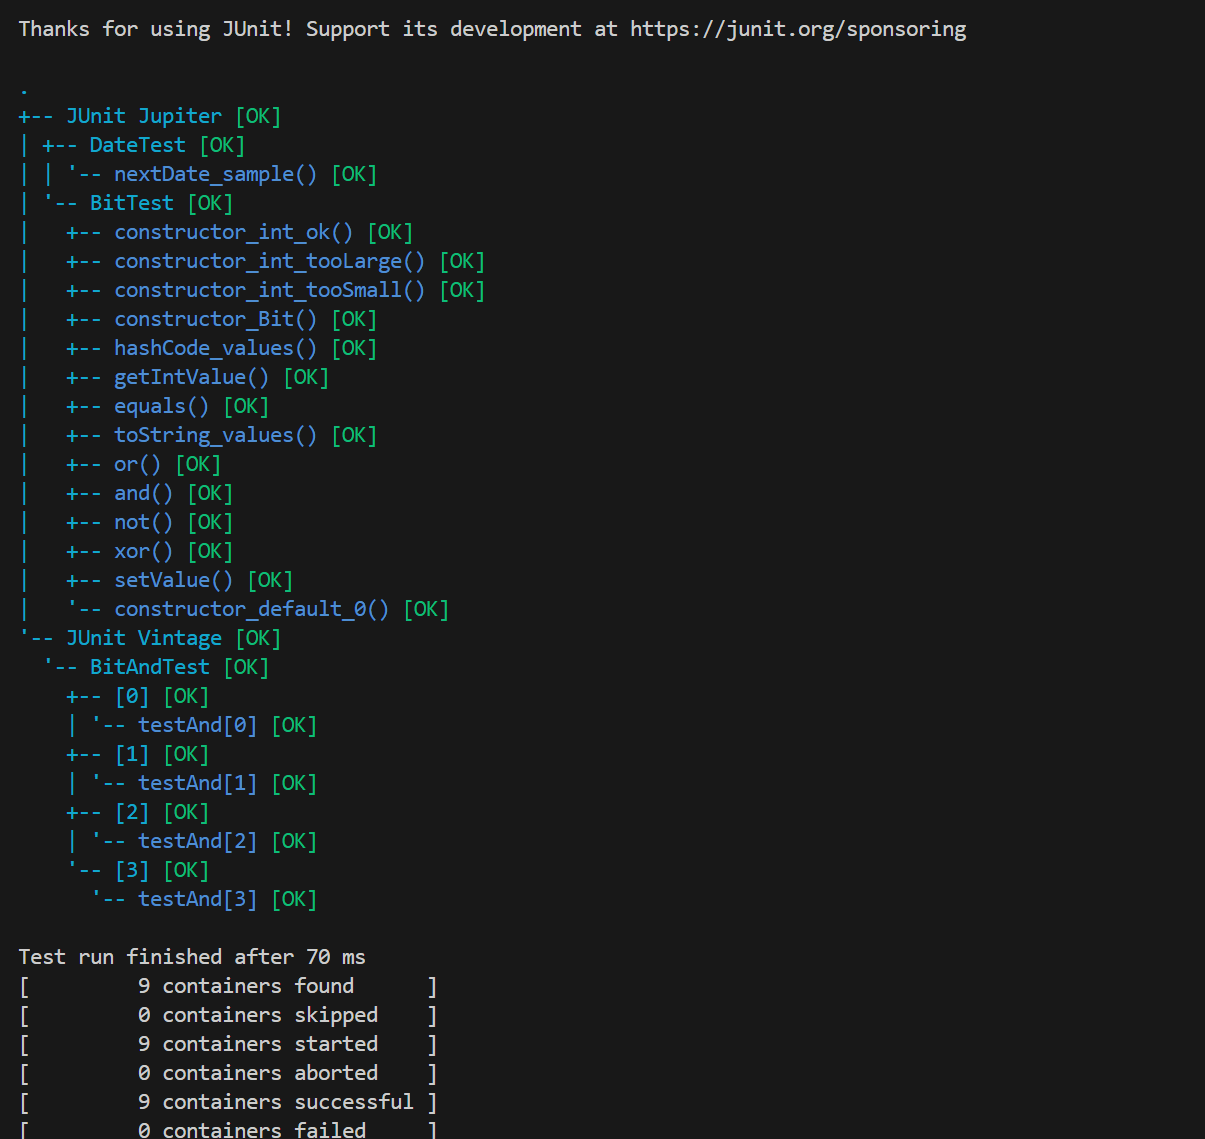 Thanks for using JUnit! Support its development at https://junit.org/sponsoring

.
+-- JUnit Jupiter [OK]
| +-- DateTest [OK]
| | '-- nextDate_sample() [OK]
| '-- BitTest [OK]
|   +-- constructor_int_ok() [OK]
|   +-- constructor_int_tooLarge() [OK]
|   +-- constructor_int_tooSmall() [OK]
|   +-- constructor_Bit() [OK]
|   +-- hashCode_values() [OK]
|   +-- getIntValue() [OK]
|   +-- equals() [OK]
|   +-- toString_values() [OK]
|   +-- or() [OK]
|   +-- and() [OK]
|   +-- not() [OK]
|   +-- xor() [OK]
|   +-- setValue() [OK]
|   '-- constructor_default_0() [OK]
'-- JUnit Vintage [OK]
  '-- BitAndTest [OK]
    +-- [0] [OK]
    | '-- testAnd[0] [OK]
    +-- [1] [OK]
    | '-- testAnd[1] [OK]
    +-- [2] [OK]
    | '-- testAnd[2] [OK]
    '-- [3] [OK]
      '-- testAnd[3] [OK]

Test run finished after 70 ms
[         9 containers found      ]
[         0 containers skipped    ]
[         9 containers started    ]
[         0 containers aborted    ]
[         9 containers successful ]
[         0 containers failed     ]